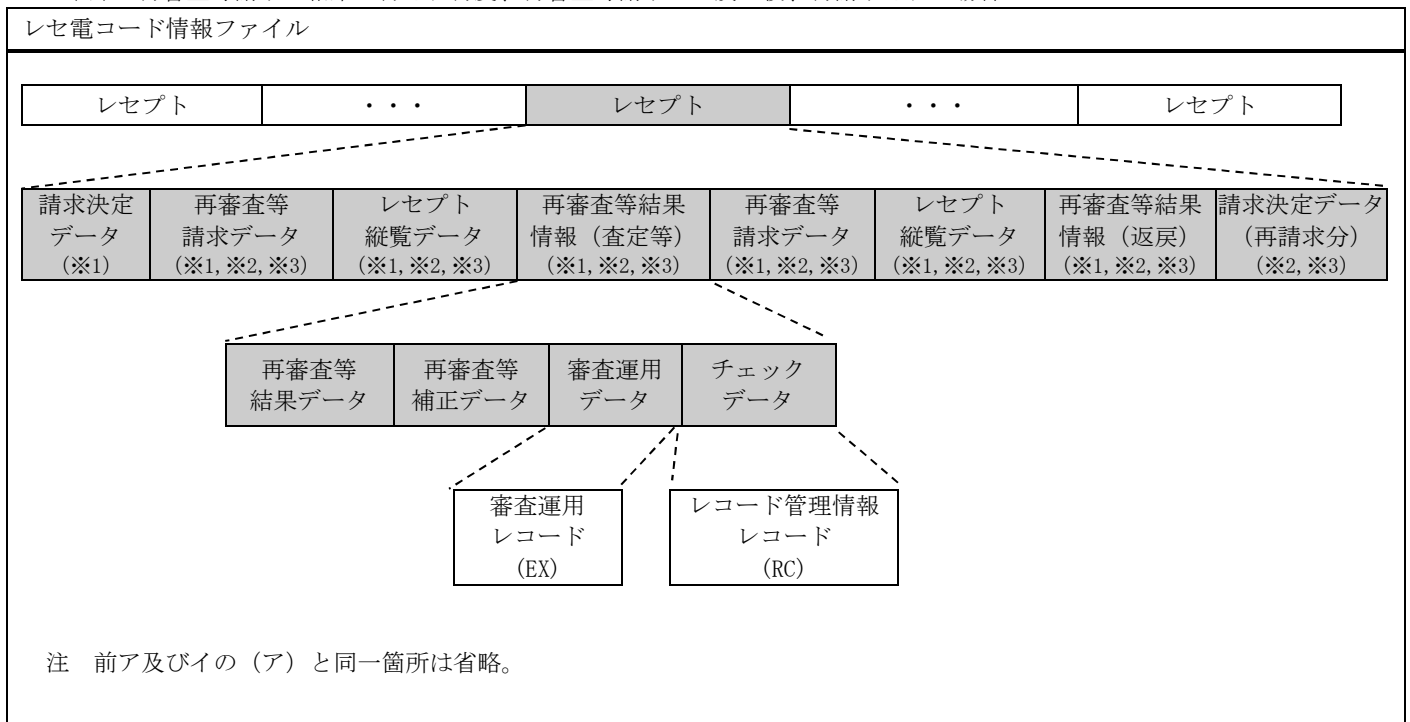 レセ電コード情報ファイル
レセプト
・・・
レセプト
・・・
レセプト
請求決定
データ
(※1)
再審査等
請求データ
(※1,※2,※3)
レセプト
縦覧データ
(※1,※2,※3)
再審査等結果
情報（査定等）
(※1,※2,※3)
再審査等
請求データ
(※1,※2,※3)
レセプト
縦覧データ
(※1,※2,※3)
再審査等結果
情報（返戻）
(※1,※2,※3)
請求決定データ
（再請求分）
(※2,※3)
再審査等
結果データ
再審査等
補正データ
審査運用
データ
チェック
データ
審査運用
レコード
(EX)
レコード管理情報
レコード
(RC)
注　前ア及びイの（ア）と同一箇所は省略。